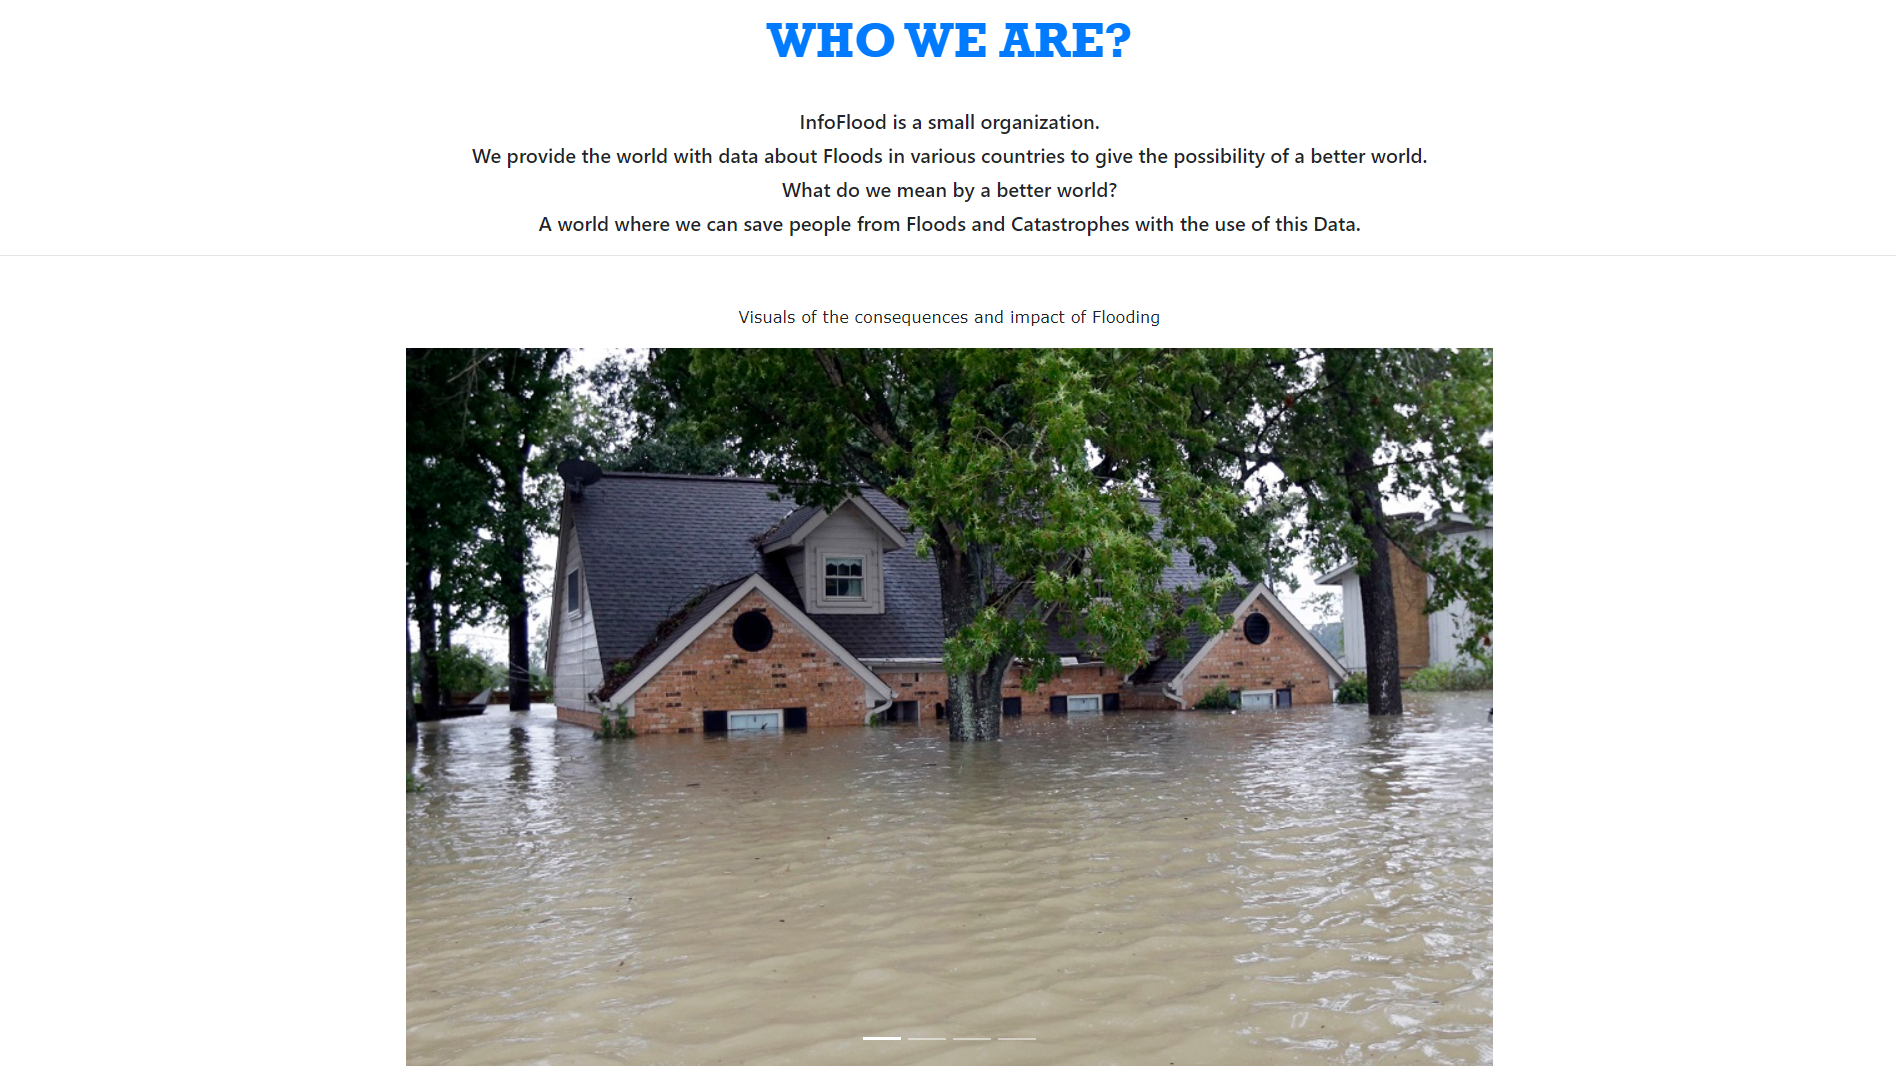 WHO WE ARE?
InfoFlood is a small organization.
We provide the world with data about Floods in various countries to give the possibility of a better world.
What do we mean by a better world?
A world where we can save people from Floods and Catastrophes with the use of this Data.
Visuals of the consequences and impact of Flooding